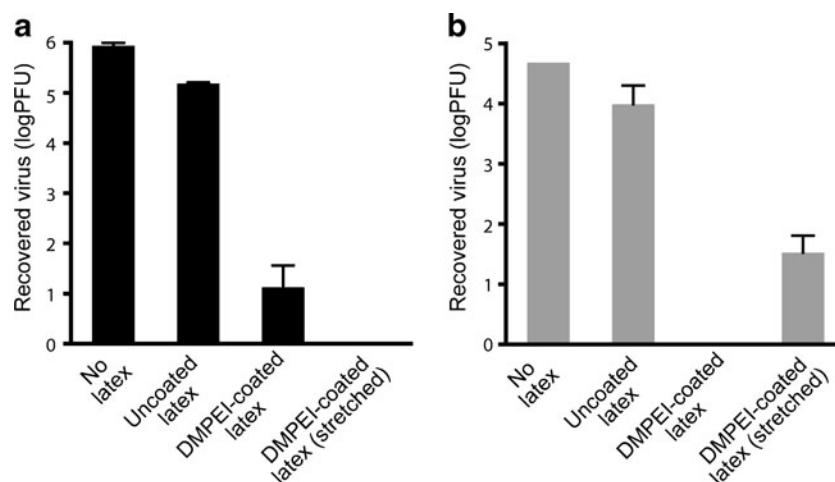 a
Recovered virus (logPFU)
6
5
4
3
2
1
0
No
latex
Uncoated
latex
DMPEI-coated
latex
DMPEI-coated
latex (stretched)
b
Recovered virus (logPFU)
5
4
3
2
1
0
No
latex
Uncoated
latex
DMPEI-coated
latex
DMPEI-coated
latex (stretched)